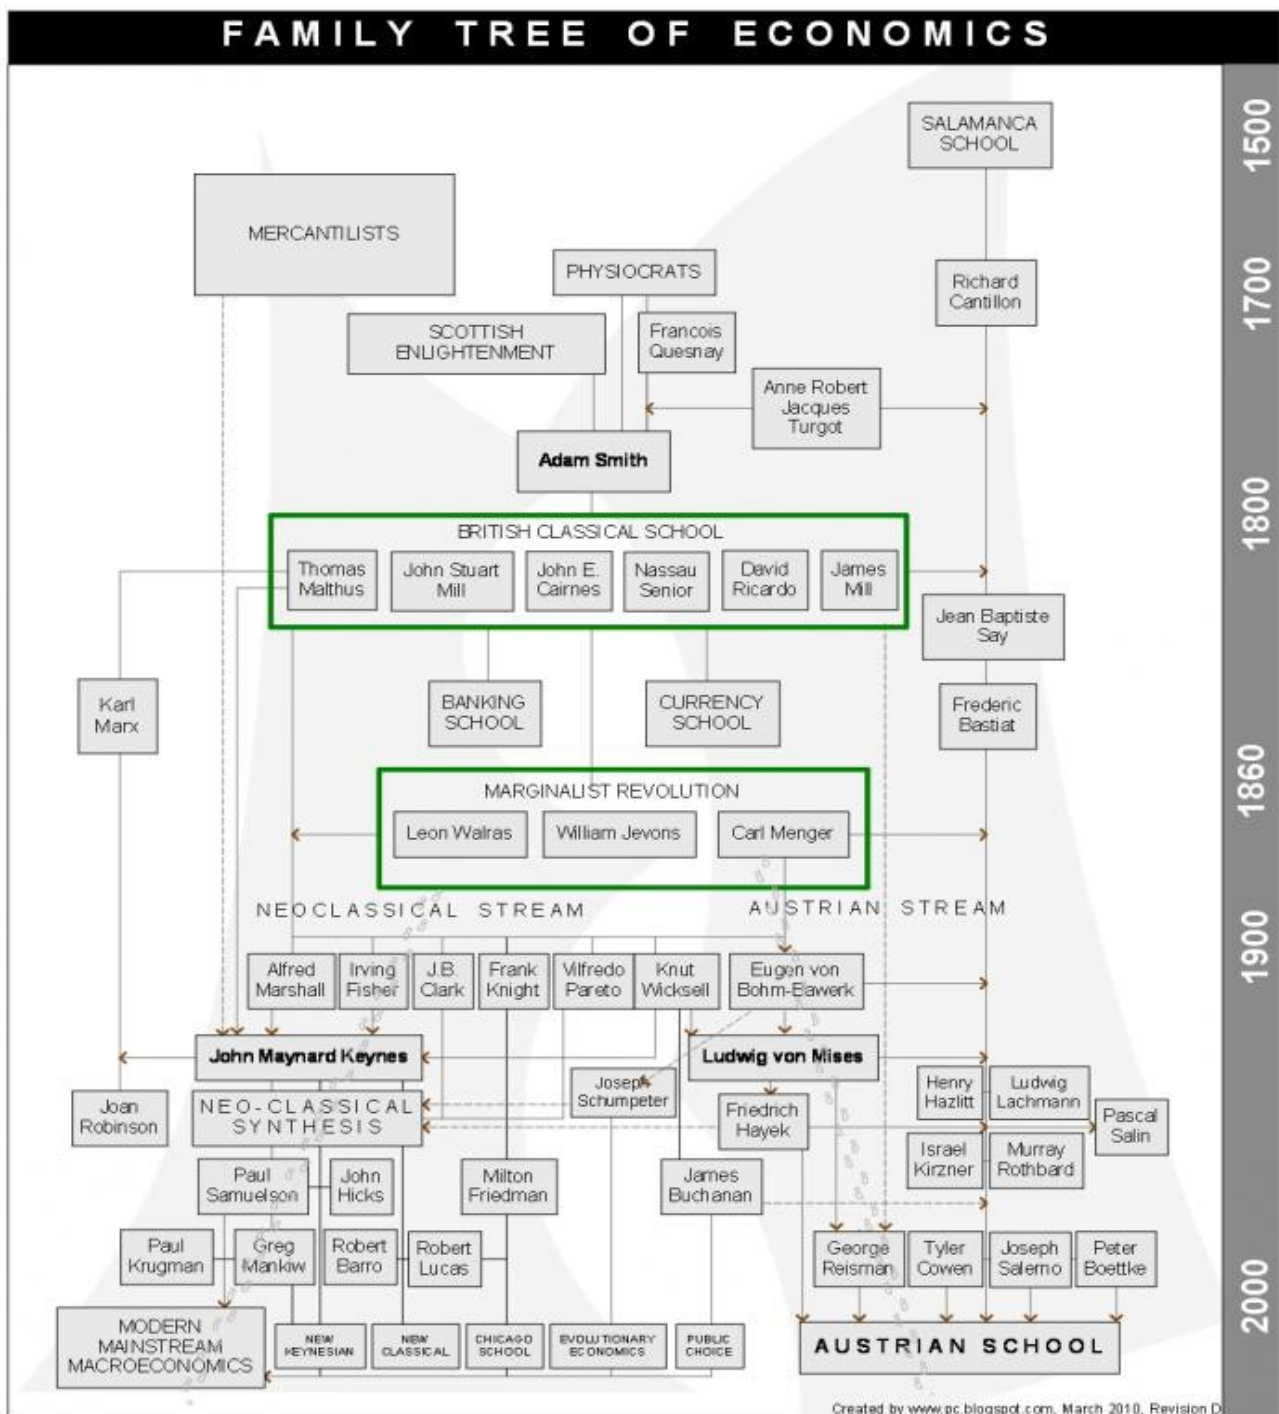 FAMILY TREE OF ECONOMICS
SALAMANCA
SCHOOL
1500
MERCANTILISTS
PHYSIOCRATS
Richard
Cantillon
1700
SCOTTISH
ENLIGHTENMENT
Francois
Quesnay
Anne Robert
Jacques
Turgot
Adam Smith
1800
BRITISH CLASSICAL SCHOOL
Thomas
Malthus
John Stuart
Mill
John E.
Cairnes
Nassau
Senior
David
Ricardo
James
Mill
Jean Baptiste
Say
Karl
Marx
BANKING
SCHOOL
CURRENCY
SCHOOL
Frederic
Bastiat
1860
MARGINALIST REVOLUTION
Leon Walras
William Jevons
Carl Menger
NEOCLASSICAL STREAM
AUSTRIAN STREAM
1900
Alfred
Marshall
Irving
Fisher
J.B.
Clark
Frank
Knight
Vilfredo
Pareto
Knut
Wicksell
Eugen von
Bohm-Bawerk
John Maynard Keynes
Ludwig von Mises
Joan
Robinson
NEO-CLASSICAL
SYNTHESIS
Joseph
Schumpeter
Friedrich
Hayek
Henry
Hazlitt
Ludwig
Lachmann
Pascal
Salin
Israel
Kirzner
Murray
Rothbard
Paul
Samuelson
John
Hicks
Milton
Friedman
James
Buchanan
Paul
Krugman
Greg
Mankiw
Robert
Barro
Robert
Lucas
George
Reisman
Tyler
Cowen
Joseph
Salerno
Peter
Boettke
2000
MODERN
MAINSTREAM
MACROECONOMICS
NEW
KEYNESIAN
NEW
CLASSICAL
CHICAGO
SCHOOL
EVOLUTIONARY
ECONOMICS
PUBLIC
CHOICE
AUSTRIAN SCHOOL
Created by www.pc.blogspot.com, March 2010, Revision D